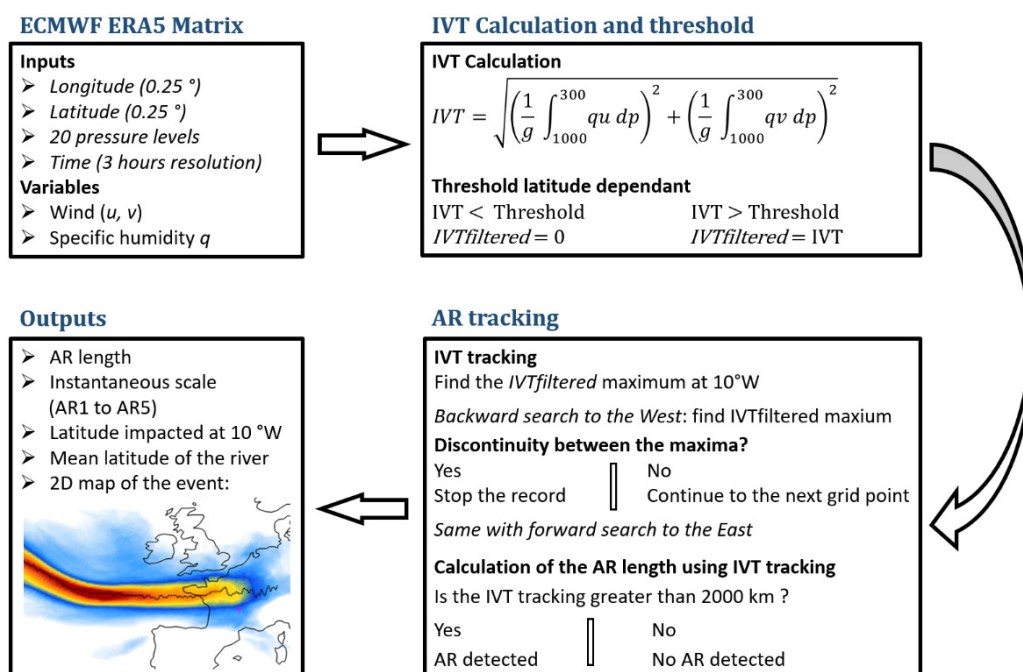 ECMWF ERA5 Matrix
Inputs
➢ Longitude (0.25 °)
➢ Latitude (0.25 °)
➢ 20 pressure levels
➢ Time (3 hours resolution)
Variables
➢ Wind (u, v)
➢ Specific humidity q
IVT Calculation and threshold
IVT Calculation
IVT = √((1/g ∫₁₀₀₀³⁰⁰ qu dp)² + (1/g ∫₁₀₀₀³⁰⁰ qv dp)²)
Threshold latitude dependant
IVT < Threshold IVT > Threshold
IVTfiltered = 0 IVTfiltered = IVT
AR tracking
IVT tracking
Find the IVTfiltered maximum at 10°W
Backward search to the West: find IVTfiltered maxium
Discontinuity between the maxima?
Yes No
Stop the record Continue to the next grid point
Same with forward search to the East
Calculation of the AR length using IVT tracking
Is the IVT tracking greater than 2000 km ?
Yes No
AR detected No AR detected
Outputs
➢ AR length
➢ Instantaneous scale
(AR1 to AR5)
➢ Latitude impacted at 10 °W
➢ Mean latitude of the river
➢ 2D map of the event: